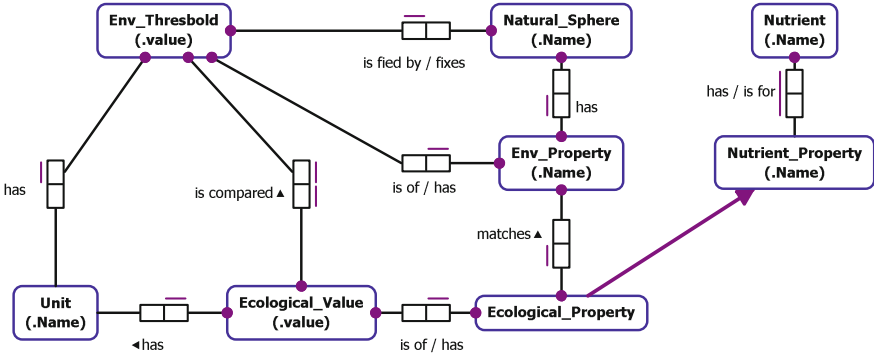 Env_Thresbold
(.value)
Natural_Sphere
(.Name)
Nutrient
(.Name)
is fied by / fixes
has / is for
has
Env_Property
(.Name)
Nutrient_Property
(.Name)
has
is compared ▲
is of / has
matches ▲
Unit
(.Name)
Ecological_Value
(.value)
Ecological_Property
◄ has
is of / has